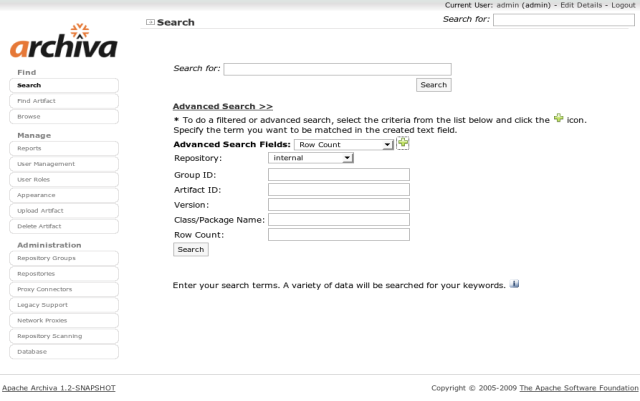 Current User: admin (admin) - Edit Details - Logout
Search
Search for:
archiva
Find
Search
Find Artifact
Browse
Manage
Reports
User Management
User Roles
Appearance
Upload Artifact
Delete Artifact
Administration
Repository Groups
Repositories
Proxy Connectors
Legacy Support
Network Proxies
Repository Scanning
Database
Search for:
Search
Advanced Search >>
* To do a filtered or advanced search, select the criteria from the list below and click the icon.
Specify the term you want to be matched in the created text field.
Advanced Search Fields: Row Count
Repository: internal
Group ID:
Artifact ID:
Version:
Class/Package Name:
Row Count:
Search
Enter your search terms. A variety of data will be searched for your keywords.
Apache Archiva 1.2-SNAPSHOT
Copyright © 2005-2009 The Apache Software Foundation